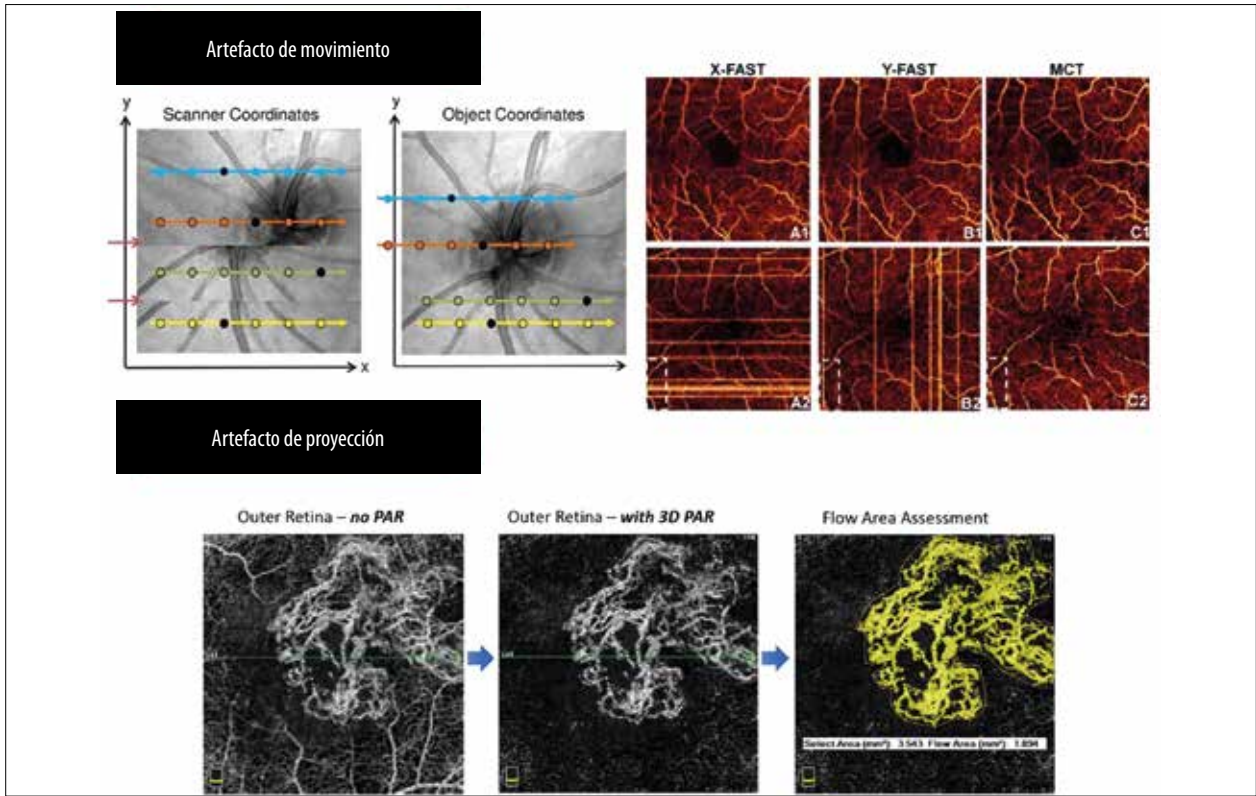 Artefacto de movimiento
y
Scanner Coordinates
y
Object Coordinates
x
X-FAST
Y-FAST
MCT
A1
B1
C1
A2
B2
C2
Artefacto de proyección
Outer Retina – no PAR
Outer Retina – with 3D PAR
Flow Area Assessment
Select Area (mm²): 3.543 Flow Area (mm²): 1.894